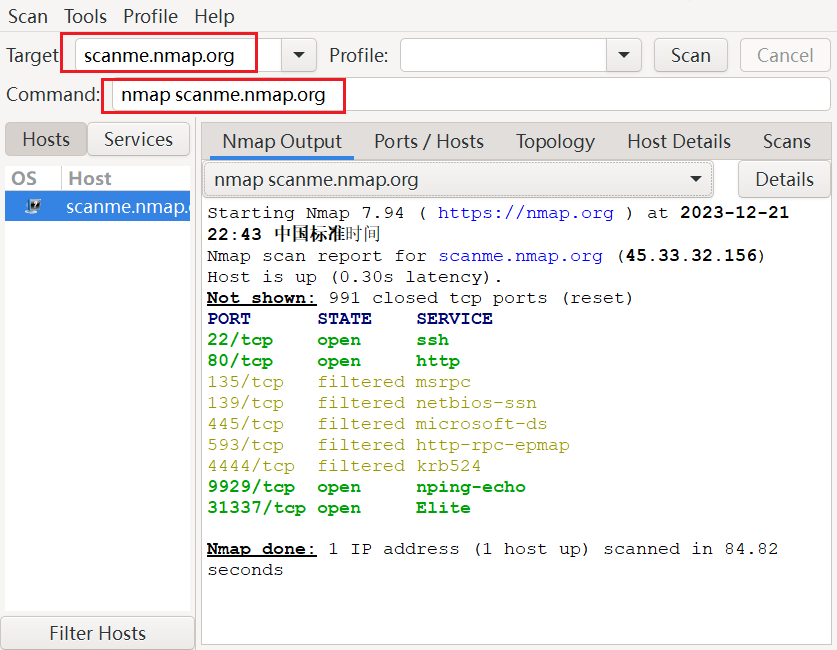 Scan Tools Profile Help
Target: scanme.nmap.org Profile: Scan Cancel
Command: nmap scanme.nmap.org
Hosts Services
OS Host
scanme.nmap.
Nmap Output Ports / Hosts Topology Host Details Scans
nmap scanme.nmap.org Details
Starting Nmap 7.94 ( https://nmap.org ) at 2023-12-21
22:43 中国标准时间
Nmap scan report for scanme.nmap.org (45.33.32.156)
Host is up (0.30s latency).
Not shown: 991 closed tcp ports (reset)
PORT STATE SERVICE
22/tcp open ssh
80/tcp open http
135/tcp filtered msrpc
139/tcp filtered netbios-ssn
445/tcp filtered microsoft-ds
593/tcp filtered http-rpc-epmap
4444/tcp filtered krb524
9929/tcp open nping-echo
31337/tcp open Elite
Nmap done: 1 IP address (1 host up) scanned in 84.82
seconds
Filter Hosts